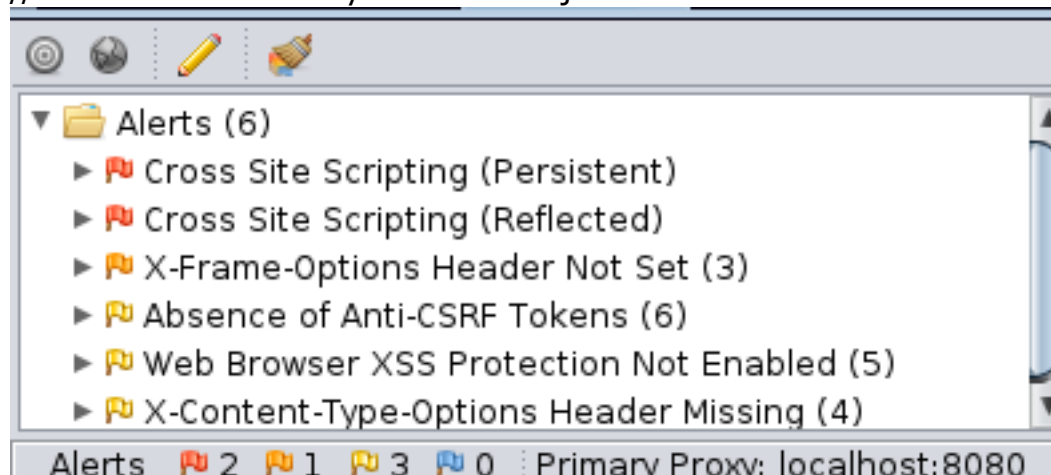 Alerts (6)
Cross Site Scripting (Persistent)
Cross Site Scripting (Reflected)
X-Frame-Options Header Not Set (3)
Absence of Anti-CSRF Tokens (6)
Web Browser XSS Protection Not Enabled (5)
X-Content-Type-Options Header Missing (4)
Alerts 2 1 3 0 Primary Proxy: localhost:8080